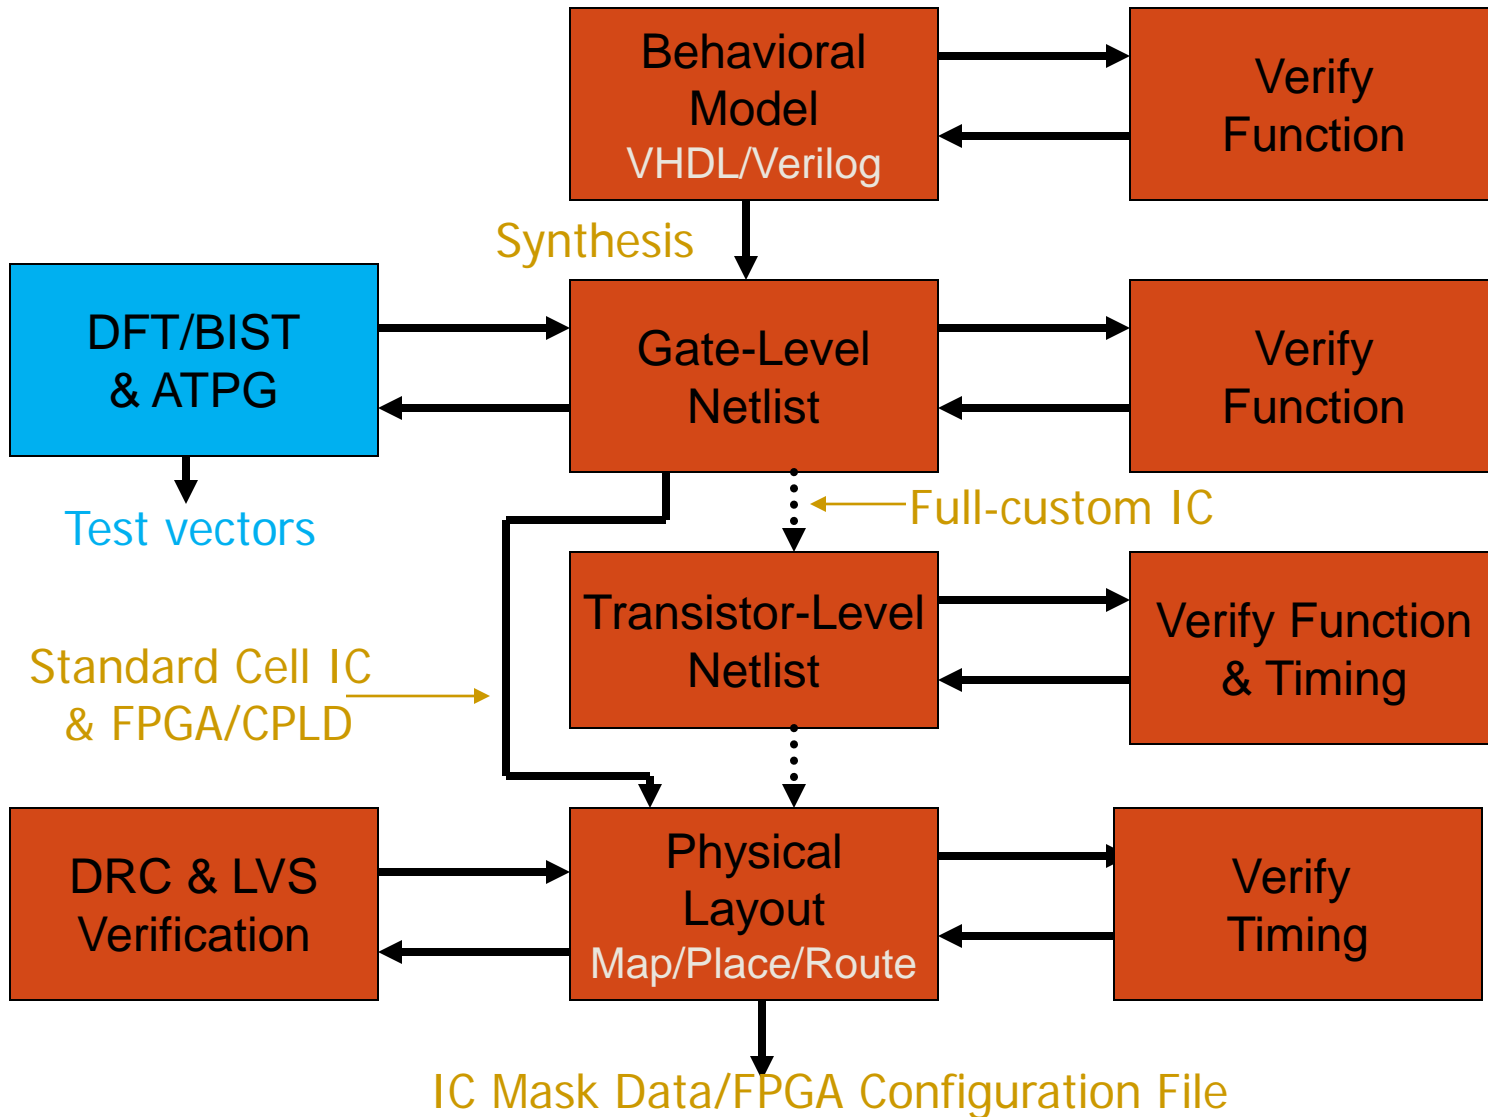 Behavioral
Model
VHDL/Verilog
Verify
Function
Synthesis
DFT/BIST
& ATPG
Gate-Level
Netlist
Verify
Function
Test vectors
Full-custom IC
Transistor-Level
Netlist
Verify Function
& Timing
Standard Cell IC
& FPGA/CPLD
DRC & LVS
Verification
Physical
Layout
Map/Place/Route
Verify
Timing
IC Mask Data/FPGA Configuration File